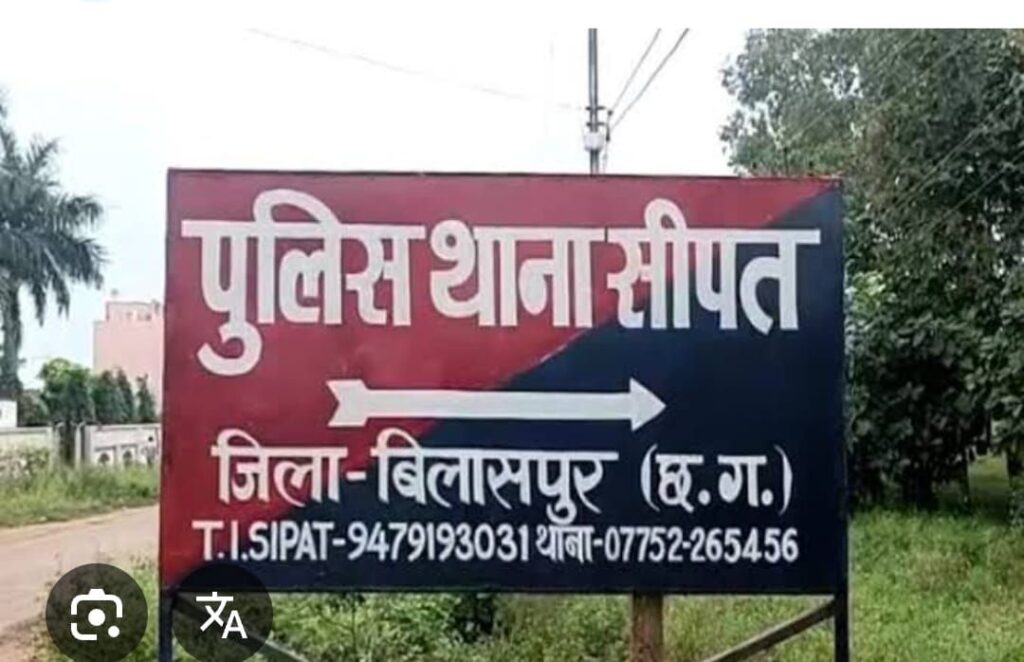 पुलिस थाना सीपत
जिला-बिलासपुर (छ.ग.)
T.I.SIPAT-9479193031 थाना-07752-265456